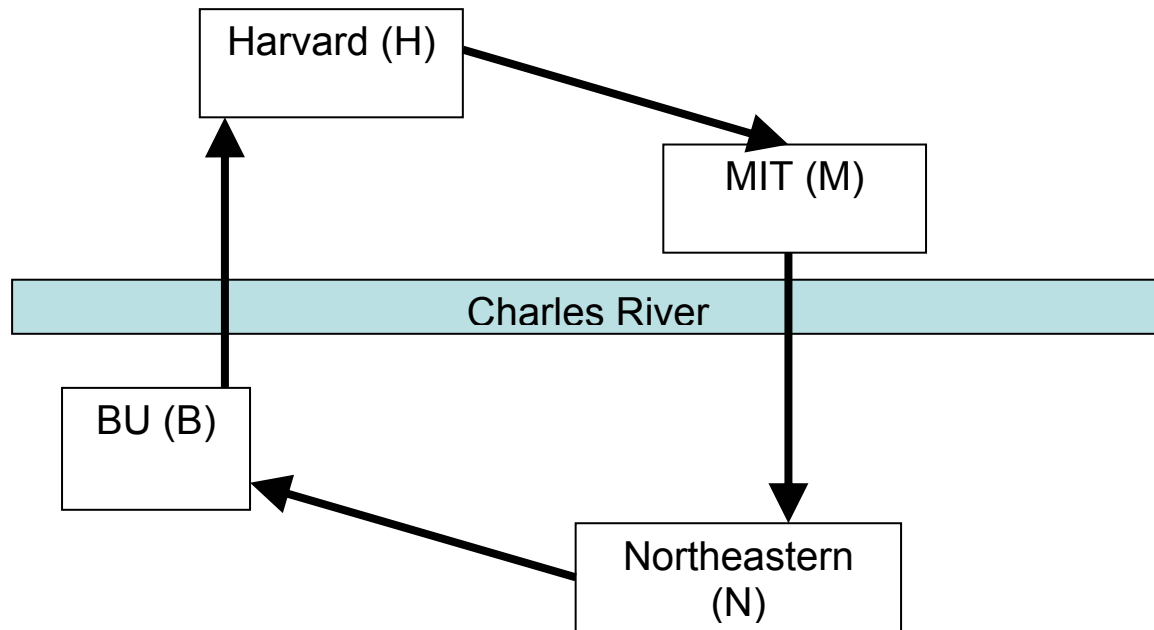 Harvard (H)
MIT (M)
Charles River
BU (B)
Northeastern
(N)